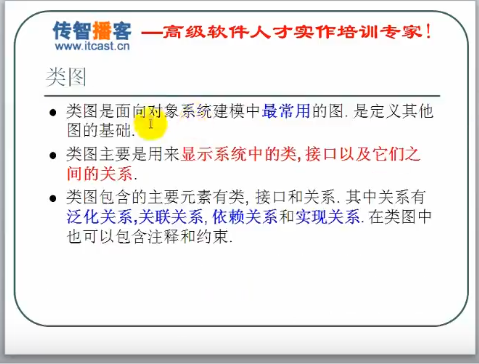 传智播客 —高级软件人才实作培训专家!
www.itcast.cn
类图
● 类图是面向对象系统建模中最常用的图. 是定义其他
图的基础.
● 类图主要是用来显示系统中的类, 接口以及它们之
间的关系.
● 类图包含的主要元素有类, 接口和关系. 其中关系有
泛化关系,关联关系, 依赖关系和实现关系. 在类图中
也可以包含注释和约束.